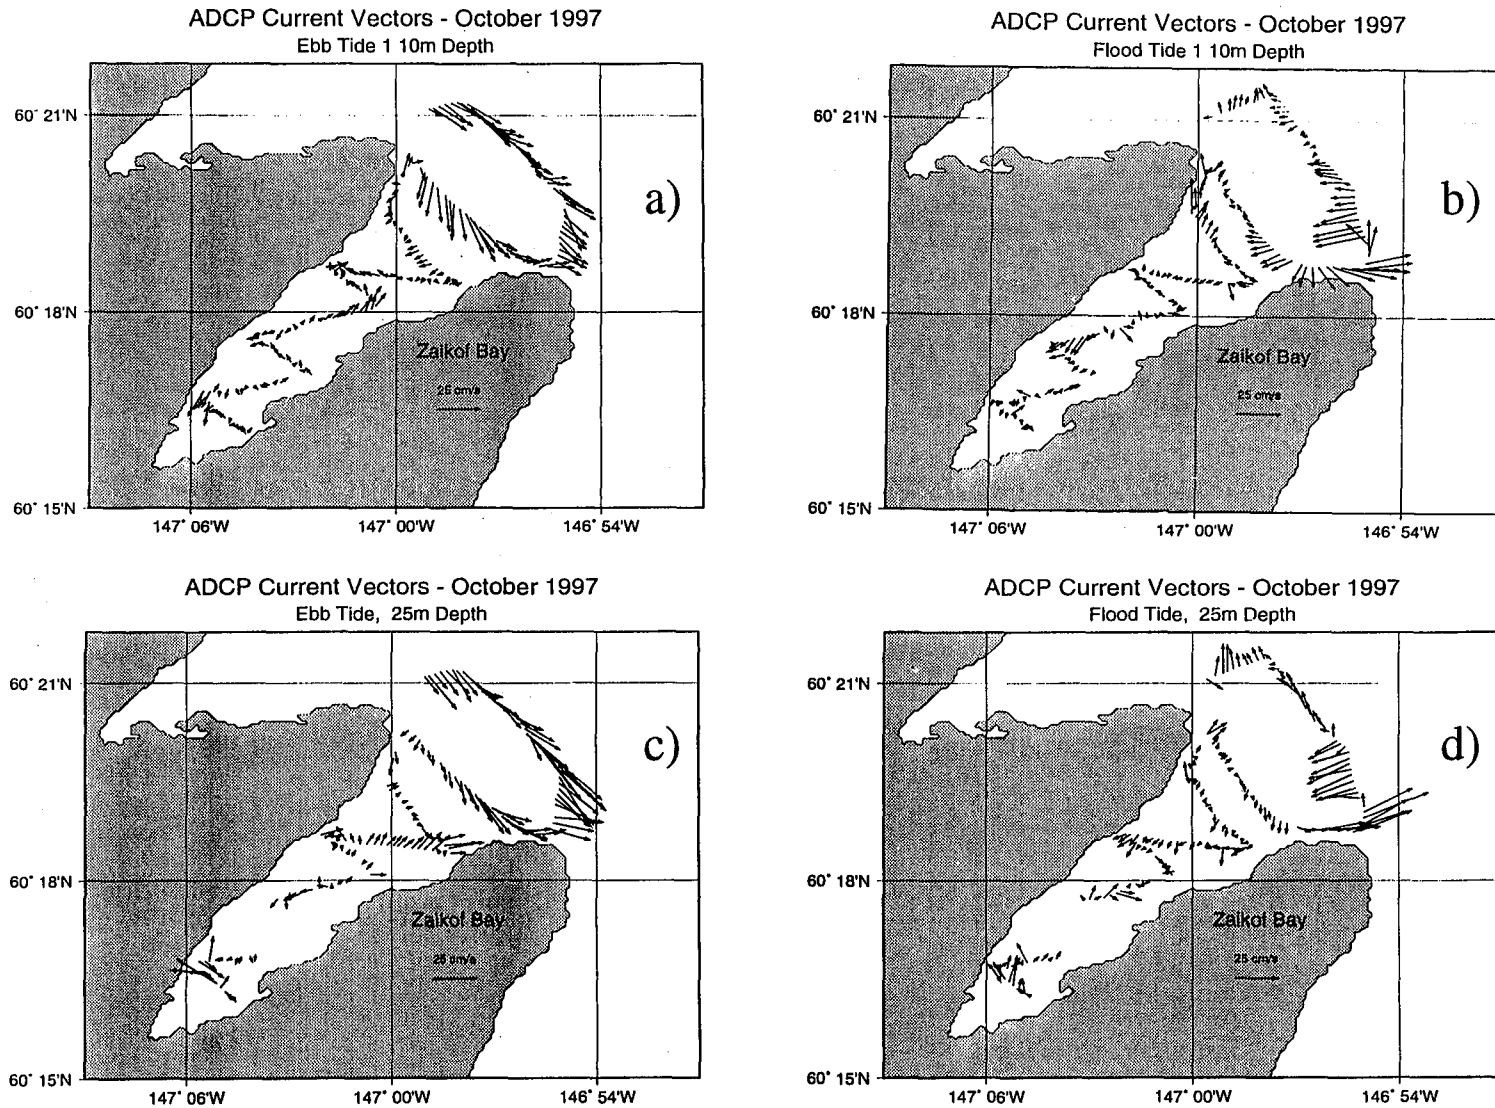 ADCP Current Vectors - October 1997
Ebb Tide 1 10m Depth
60° 21'N
60° 18'N
60° 15'N
147° 06'W
147° 00'W
146° 54'W
Zaikof Bay
25 cm/s
a)
ADCP Current Vectors - October 1997
Flood Tide 1 10m Depth
60° 21'N
60° 18'N
60° 15'N
147° 06'W
147° 00'W
146° 54'W
Zaikof Bay
25 cm/s
b)
ADCP Current Vectors - October 1997
Ebb Tide, 25m Depth
60° 21'N
60° 18'N
60° 15'N
147° 06'W
147° 00'W
146° 54'W
Zaikof Bay
25 cm/s
c)
ADCP Current Vectors - October 1997
Flood Tide, 25m Depth
60° 21'N
60° 18'N
60° 15'N
147° 06'W
147° 00'W
146° 54'W
Zaikof Bay
25 cm/s
d)